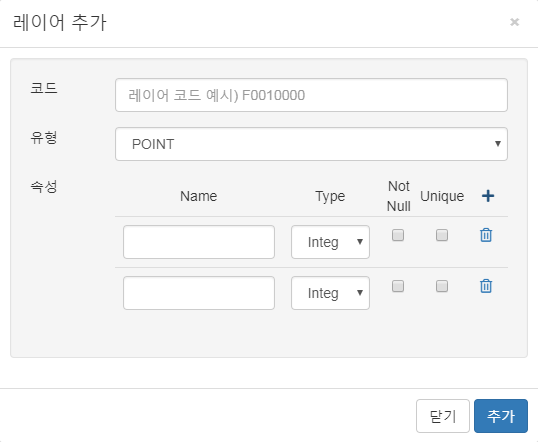 레이어 추가 ×
코드 레이어 코드 예시) F0010000
유형 POINT
속성 Name Type Not Null Unique
Integ
Integ
닫기 추가